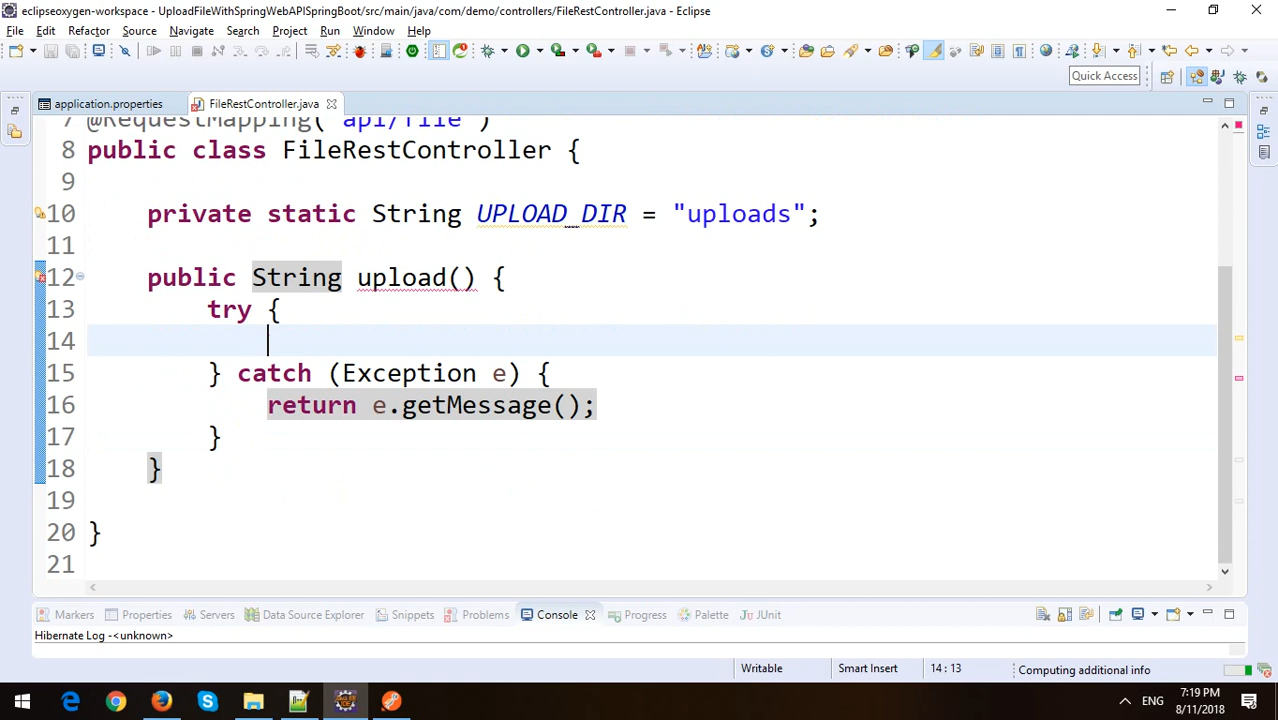 eclipseoxygen-workspace - UploadFileWithSpringWebAPISpringBoot/src/main/java/com/demo/controllers/FileRestController.java - Eclipse
File Edit Refactor Source Navigate Search Project Run Window Help
Quick Access
application.properties FileRestController.java
7 @RequestMapping("api/file")
8 public class FileRestController {
9
10 private static String UPLOAD_DIR = "uploads";
11
12 public String upload() {
13 try {
14
15 } catch (Exception e) {
16 return e.getMessage();
17 }
18 }
19
20 }
21
Markers Properties Servers Data Source Explorer Snippets Problems Console Progress Palette JUnit
Hibernate Log -<unknown>
Writable Smart Insert 14 : 13 Computing additional info
ENG 7:19 PM
8/11/2018